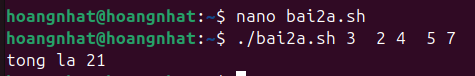 hoangnhat@hoangnhat:~$ nano bai2a.sh
hoangnhat@hoangnhat:~$ ./bai2a.sh 3  2 4  5 7
tong la 21